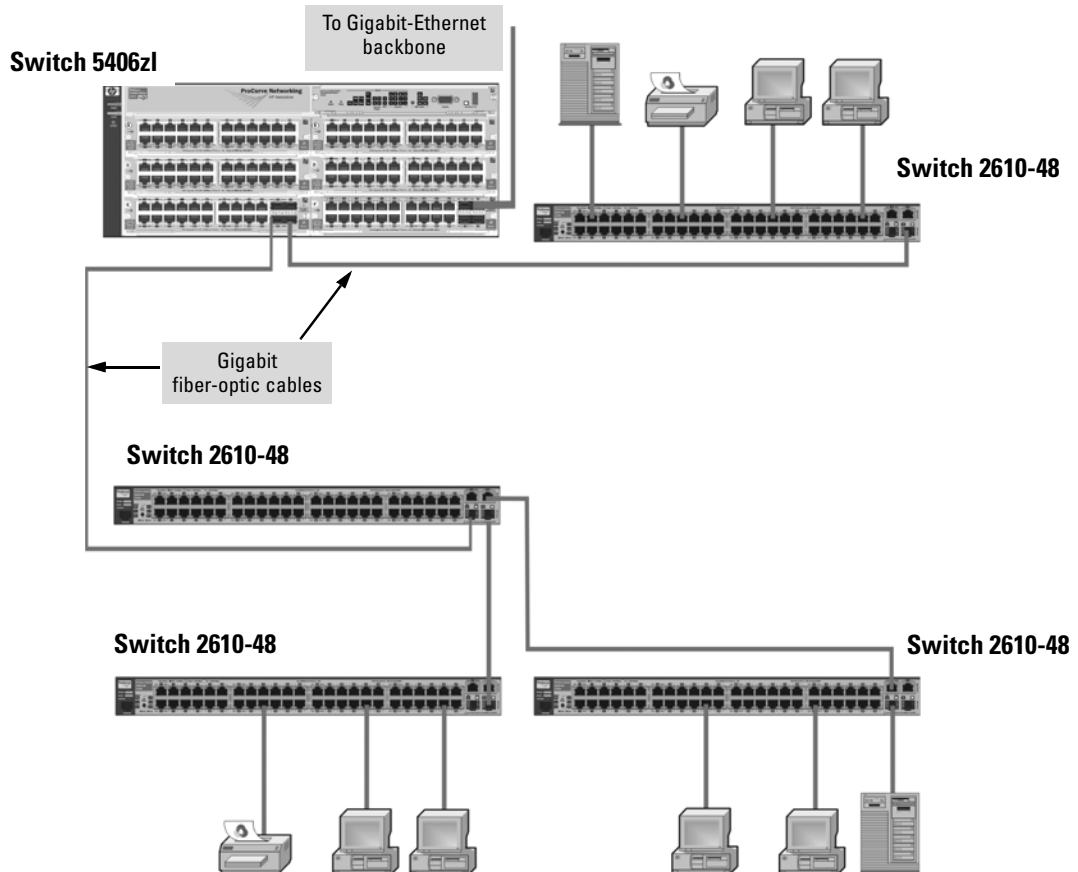 To Gigabit-Ethernet
backbone
Switch 5406zl
ProCurve Networking
Switch 2610-48
Gigabit
fiber-optic cables
Switch 2610-48
Switch 2610-48
Switch 2610-48